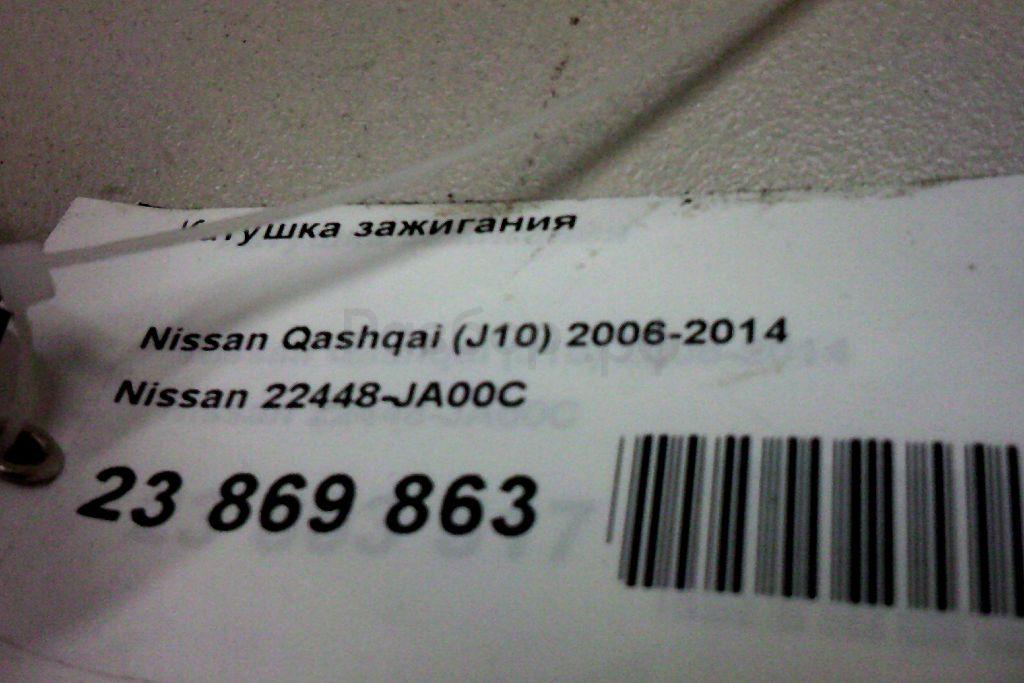 Катушка зажигания
Nissan Qashqai (J10) 2006-2014
Nissan 22448-JA00C
23 869 863